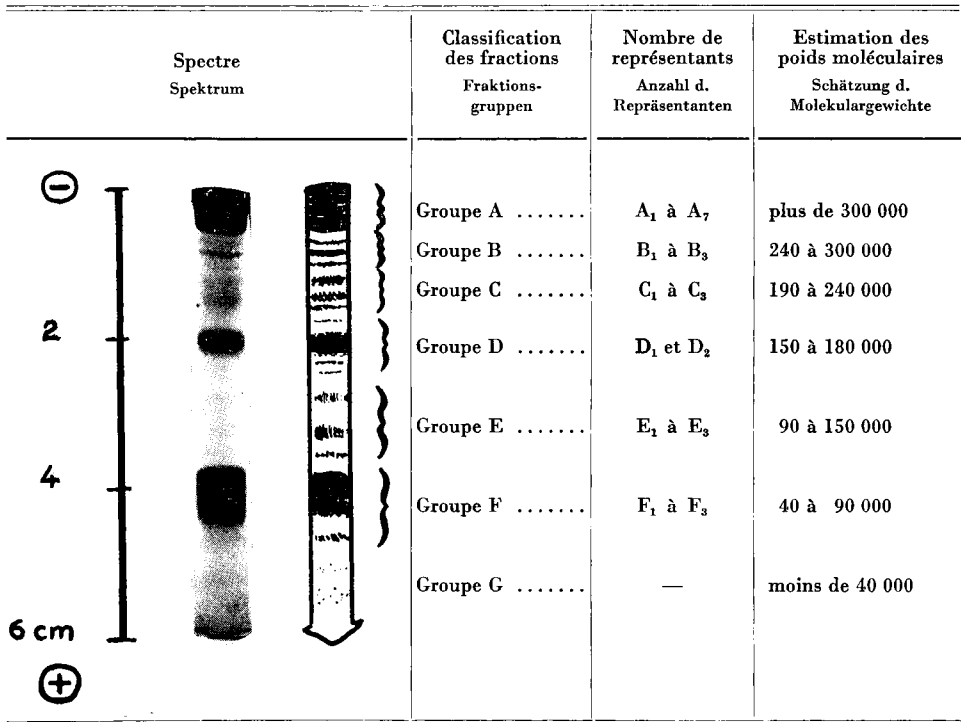 Spectre
Spektrum
Classification
des fractions
Fraktions-
gruppen
Nombre de
représentants
Anzahl d.
Repräsentanten
Estimation des
poids moléculaires
Schätzung d.
Molekulargewichte
⊖
2
4
6 cm
⊕
Groupe A ....... A₁ à A₇ plus de 300 000
Groupe B ....... B₁ à B₃ 240 à 300 000
Groupe C ....... C₁ à C₃ 190 à 240 000
Groupe D ....... D₁ et D₂ 150 à 180 000
Groupe E ....... E₁ à E₃ 90 à 150 000
Groupe F ....... F₁ à F₃ 40 à 90 000
Groupe G ....... — moins de 40 000